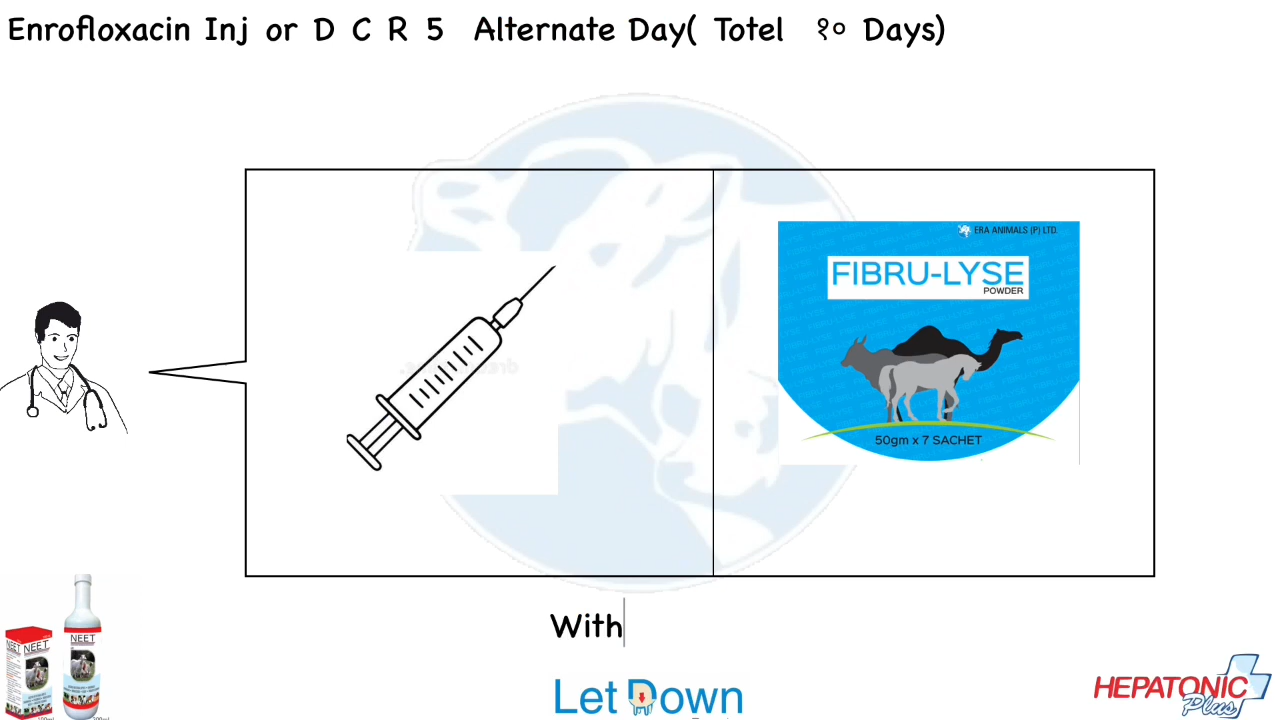 Enrofloxacin Inj or D C R 5 Alternate Day( Totel १० Days)
ERA ANIMALS (P) LTD.
FIBRU-LYSE
POWDER
50gm x 7 SACHET
With
NEET
NEET
NEET
Let Down
HEPATONIC
Plus